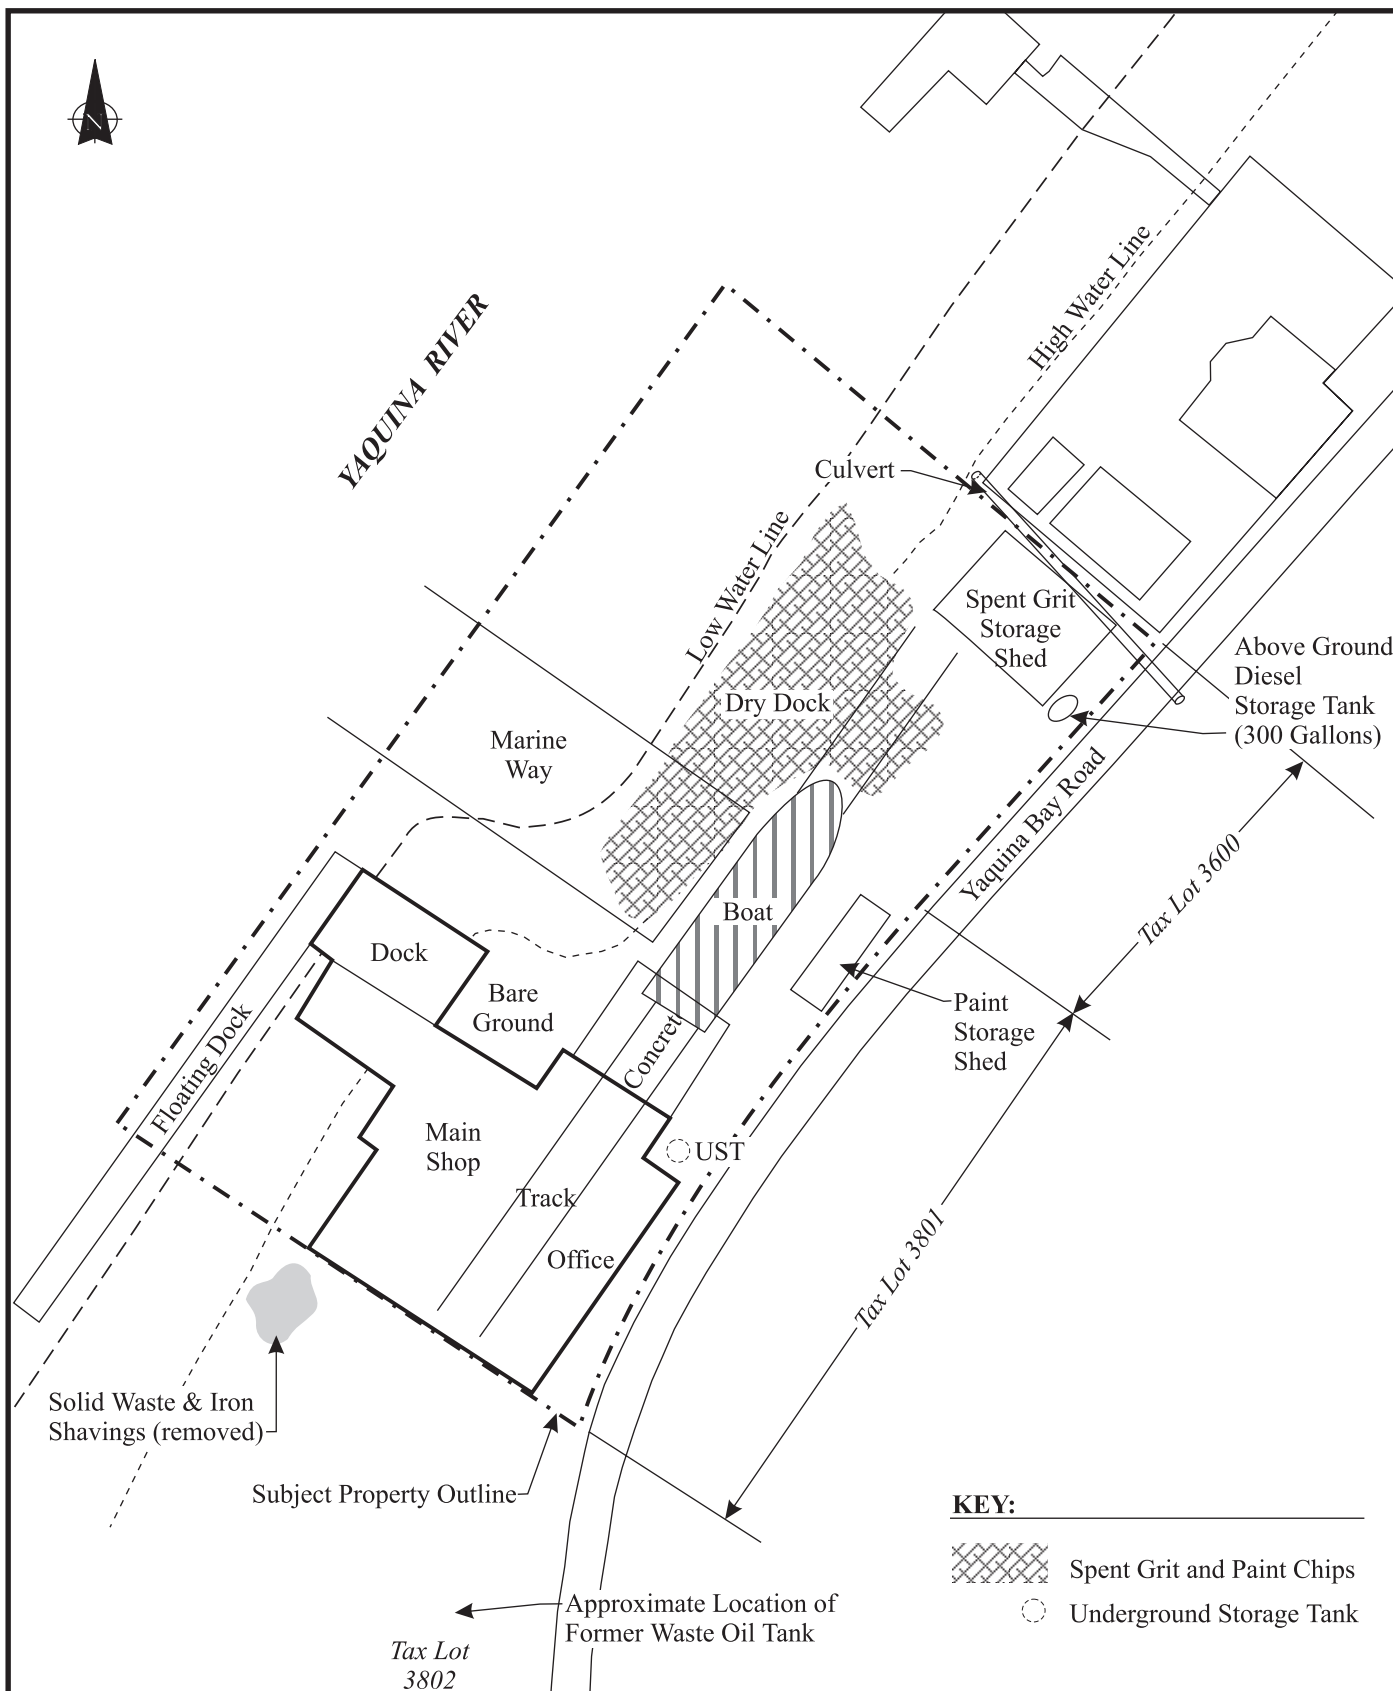 N
YAQUINA RIVER
High Water Line
Culvert
Low Water Line
Spent Grit
Storage
Shed
Above Ground
Diesel
Storage Tank
(300 Gallons)
Dry Dock
Marine
Way
Yaquina Bay Road
Tax Lot 3600
Boat
Dock
Bare
Ground
Paint
Storage
Shed
Concrete
Floating Dock
Main
Shop
UST
Track
Office
Tax Lot 3801
Solid Waste & Iron
Shavings (removed)
Subject Property Outline
KEY:
Spent Grit and Paint Chips
Underground Storage Tank
Approximate Location of
Former Waste Oil Tank
Tax Lot
3802